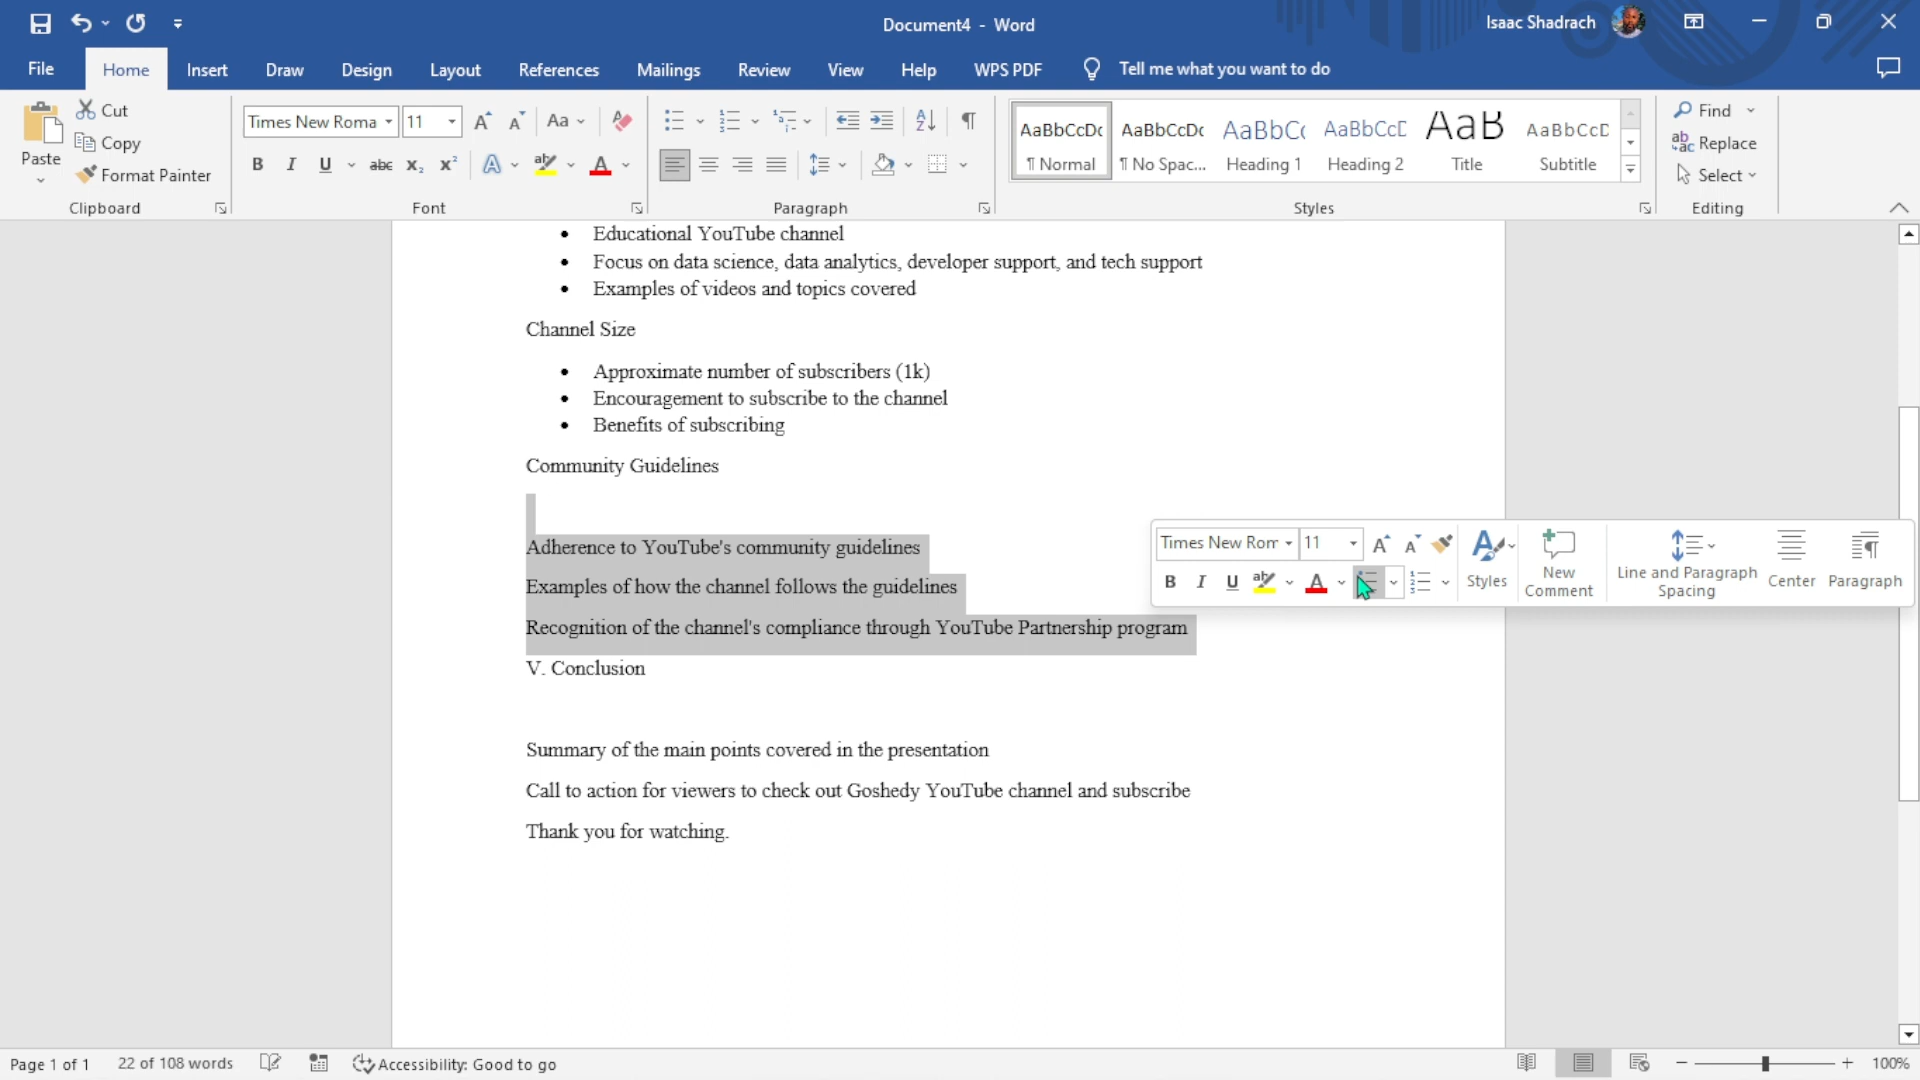 Document4 - Word
Isaac Shadrach
File Home Insert Draw Design Layout References Mailings Review View Help WPS PDF Tell me what you want to do
Paste
Cut
Copy
Format Painter
Clipboard
Times New Roma 11
Aa
B I U abc x₂ x²
Font
Paragraph
AaBbCcDc
¶ Normal
AaBbCcDc
¶ No Spac...
AaBbC
Heading 1
AaBbCcE
Heading 2
AaB
Title
AaBbCcD
Subtitle
Styles
Find
Replace
Select
Editing
• Educational YouTube channel
• Focus on data science, data analytics, developer support, and tech support
• Examples of videos and topics covered
Channel Size
• Approximate number of subscribers (1k)
• Encouragement to subscribe to the channel
• Benefits of subscribing
Community Guidelines
Adherence to YouTube's community guidelines
Examples of how the channel follows the guidelines
Recognition of the channel's compliance through YouTube Partnership program
V. Conclusion
Summary of the main points covered in the presentation
Call to action for viewers to check out Goshedy YouTube channel and subscribe
Thank you for watching.
Times New Rom 11
B I U
Styles
New
Comment
Line and Paragraph
Spacing
Center
Paragraph
Page 1 of 1 22 of 108 words Accessibility: Good to go 100%